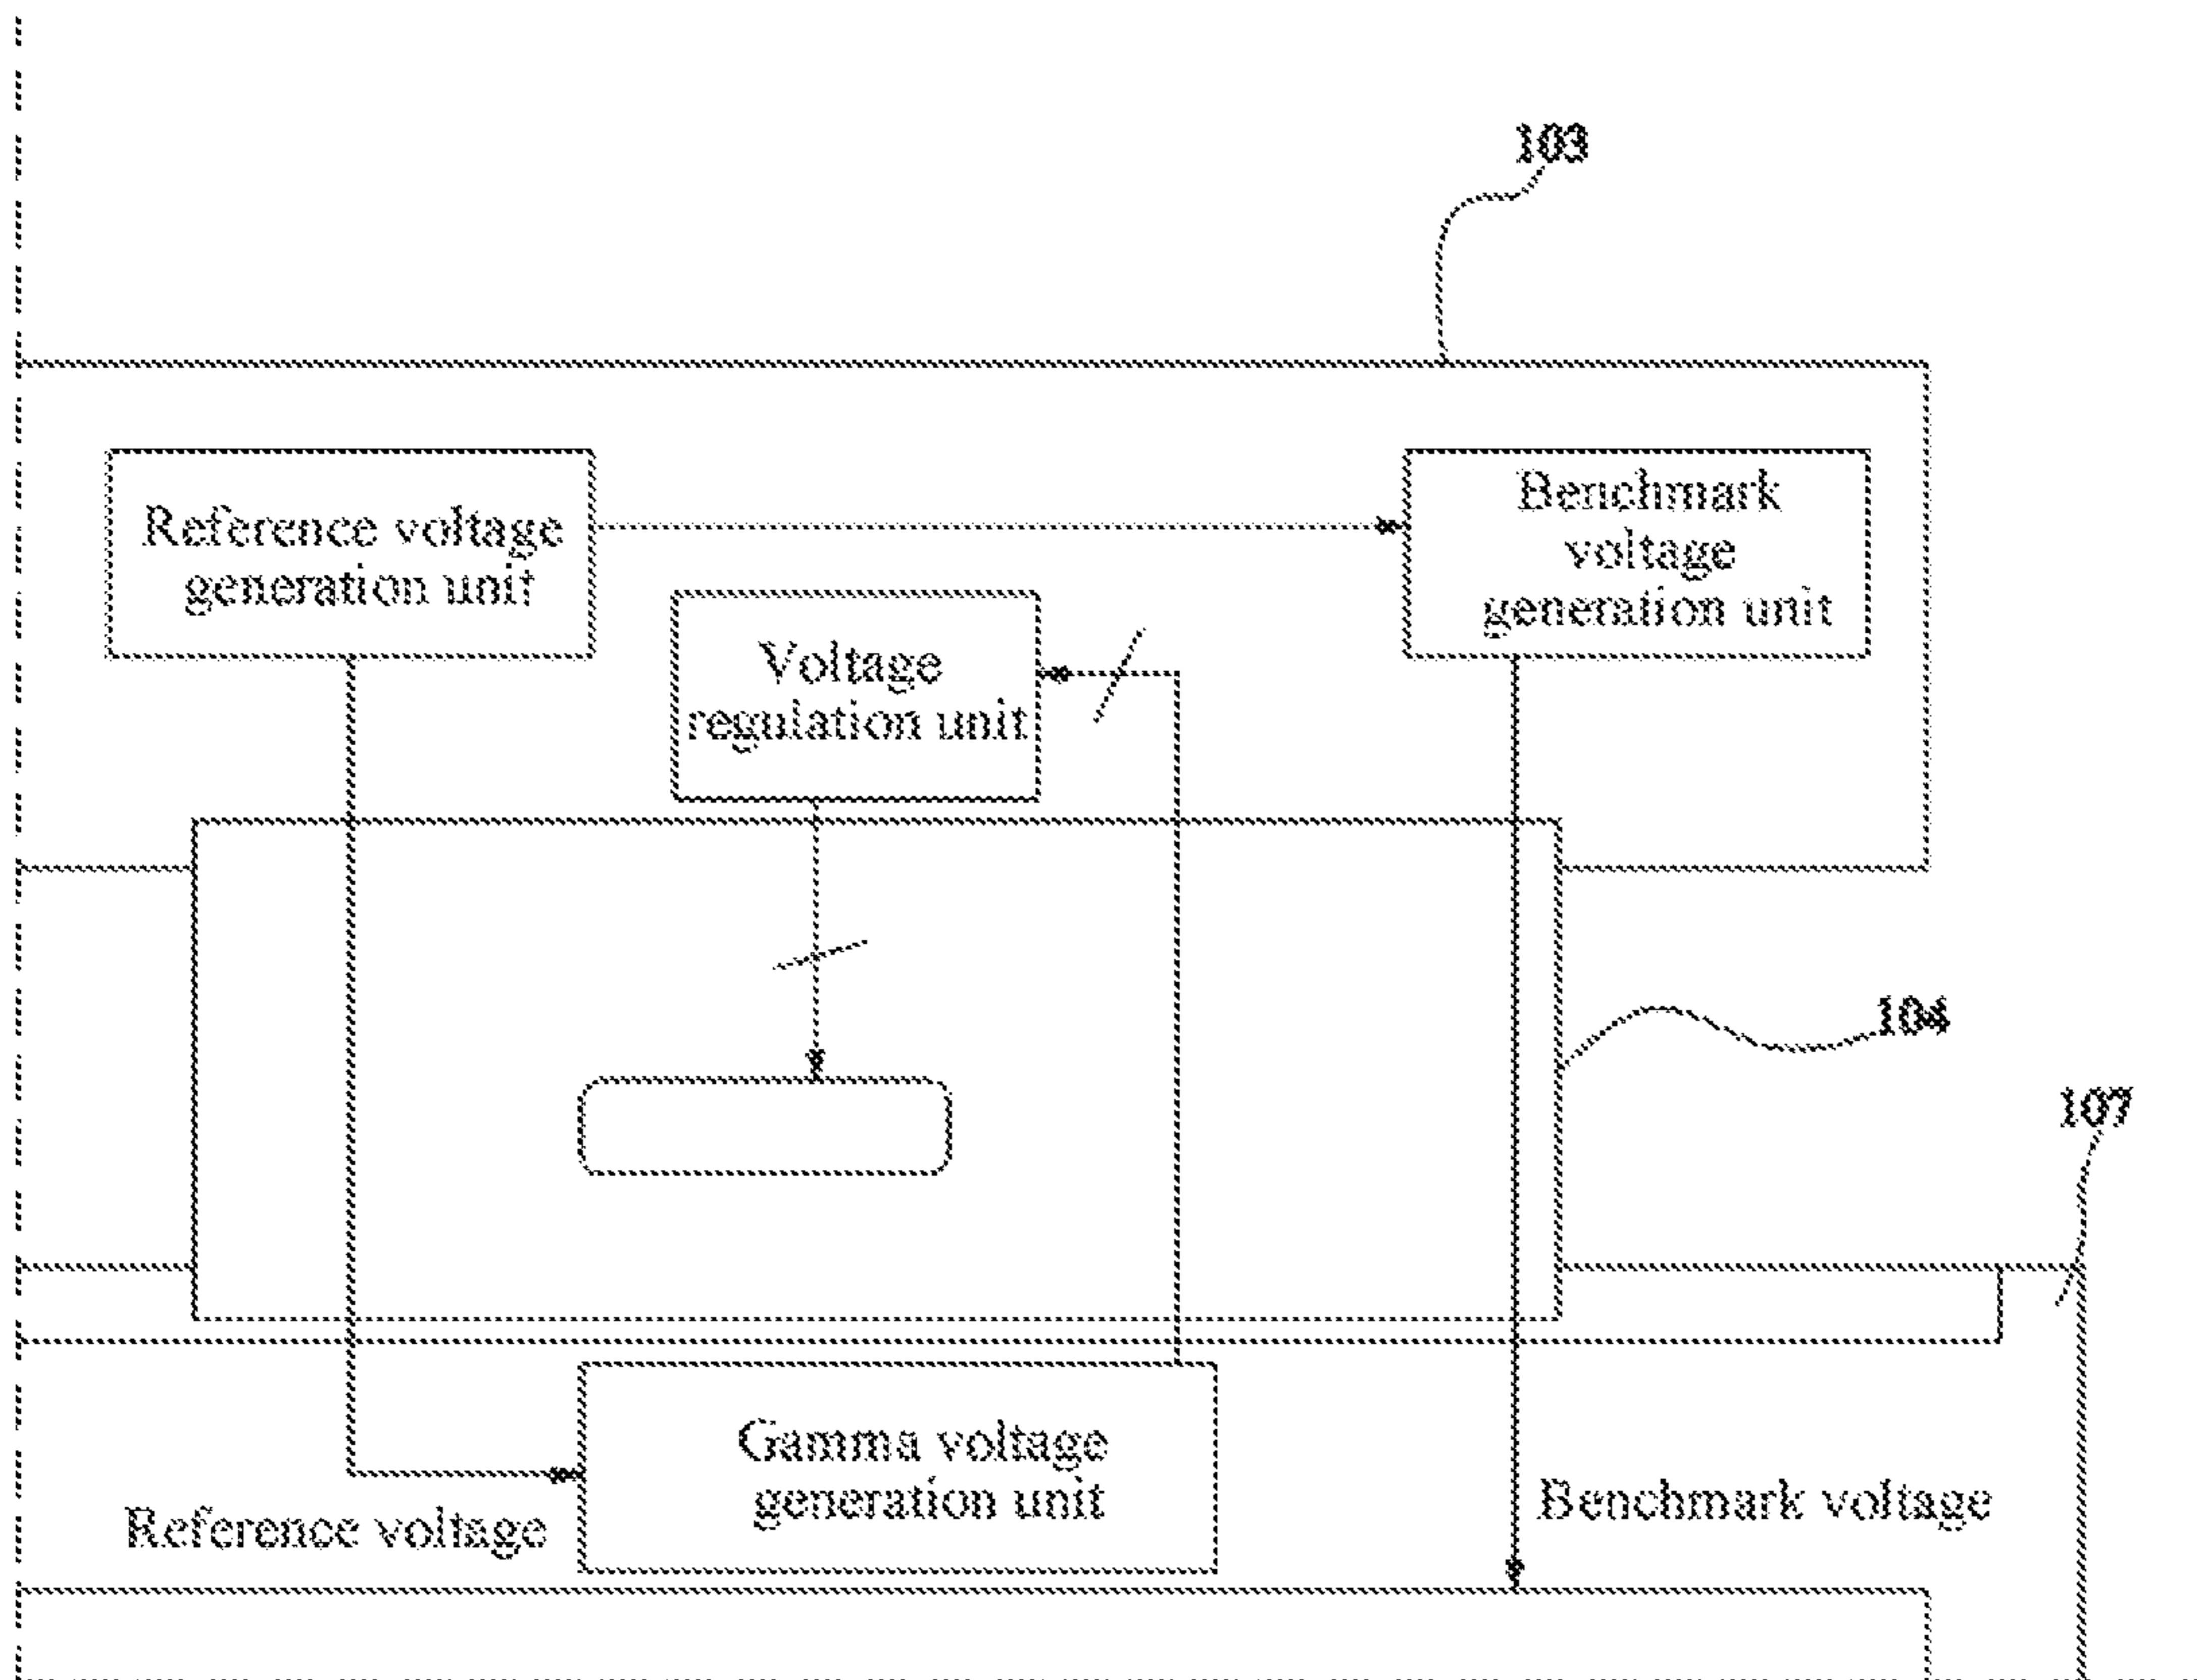 103
Reference voltage
generation unit
Benchmark
voltage
generation unit
Voltage
regulation unit
104
107
Gamma voltage
generation unit
Reference voltage
Benchmark voltage